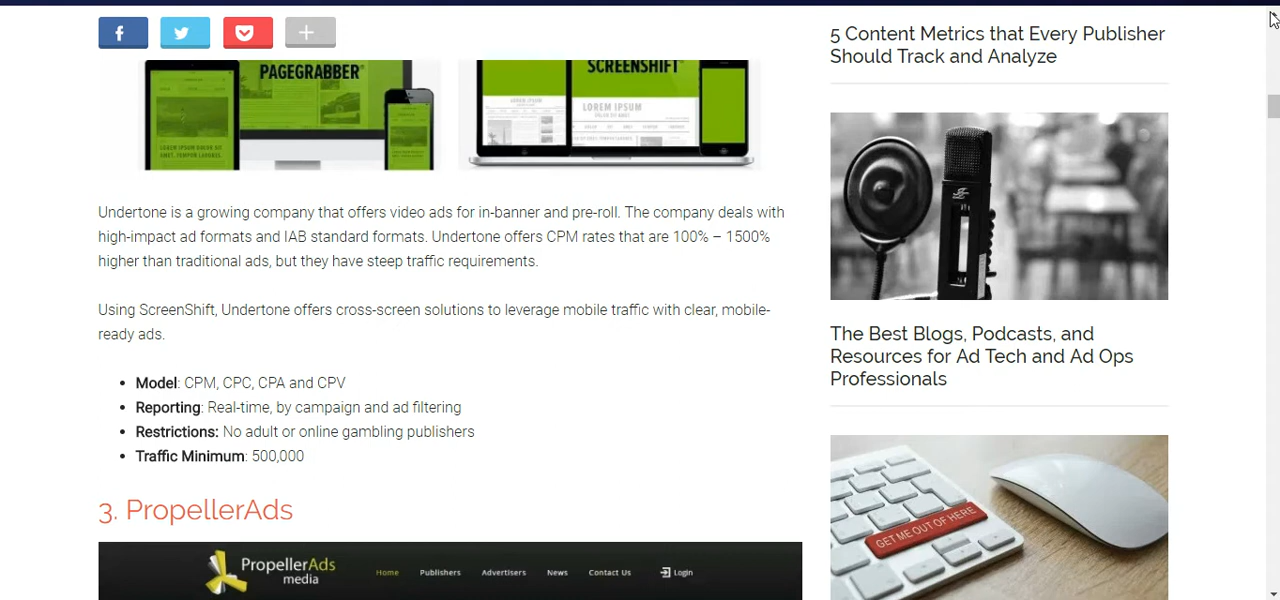 PAGEGRABBER
SCREENSHIFT
LOREM IPSUM
Undertone is a growing company that offers video ads for in-banner and pre-roll. The company deals with
high-impact ad formats and IAB standard formats. Undertone offers CPM rates that are 100% – 1500%
higher than traditional ads, but they have steep traffic requirements.
Using ScreenShift, Undertone offers cross-screen solutions to leverage mobile traffic with clear, mobile-
ready ads.
• Model: CPM, CPC, CPA and CPV
• Reporting: Real-time, by campaign and ad filtering
• Restrictions: No adult or online gambling publishers
• Traffic Minimum: 500,000
3. PropellerAds
PropellerAds
media
Home Publishers Advertisers News Contact Us Login
5 Content Metrics that Every Publisher
Should Track and Analyze
The Best Blogs, Podcasts, and
Resources for Ad Tech and Ad Ops
Professionals
GET ME OUT OF HERE